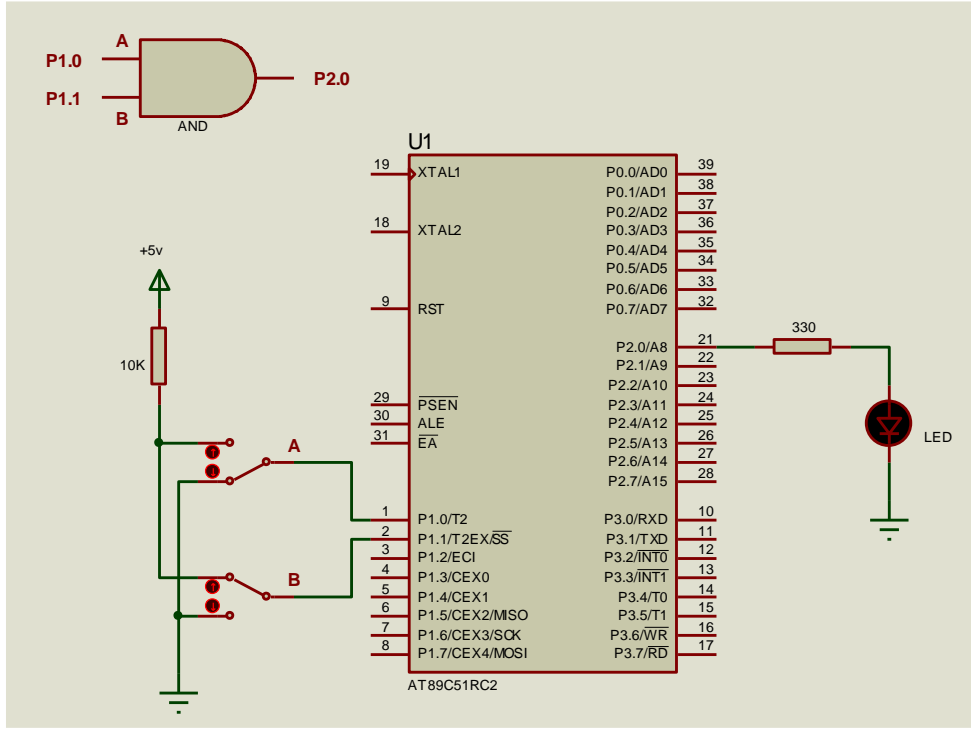 A
P1.0
P2.0
P1.1
B
AND
U1
19 XTAL1
18 XTAL2
9 RST
29 PSEN
30 ALE
31 EA
1 P1.0/T2
2 P1.1/T2EX/SS
3 P1.2/ECI
4 P1.3/CEX0
5 P1.4/CEX1
6 P1.5/CEX2/MISO
7 P1.6/CEX3/SCK
8 P1.7/CEX4/MOSI
P0.0/AD0 39
P0.1/AD1 38
P0.2/AD2 37
P0.3/AD3 36
P0.4/AD4 35
P0.5/AD5 34
P0.6/AD6 33
P0.7/AD7 32
P2.0/A8 21
P2.1/A9 22
P2.2/A10 23
P2.3/A11 24
P2.4/A12 25
P2.5/A13 26
P2.6/A14 27
P2.7/A15 28
P3.0/RXD 10
P3.1/TXD 11
P3.2/INT0 12
P3.3/INT1 13
P3.4/T0 14
P3.5/T1 15
P3.6/WR 16
P3.7/RD 17
AT89C51RC2
+5v
10K
A
B
330
LED